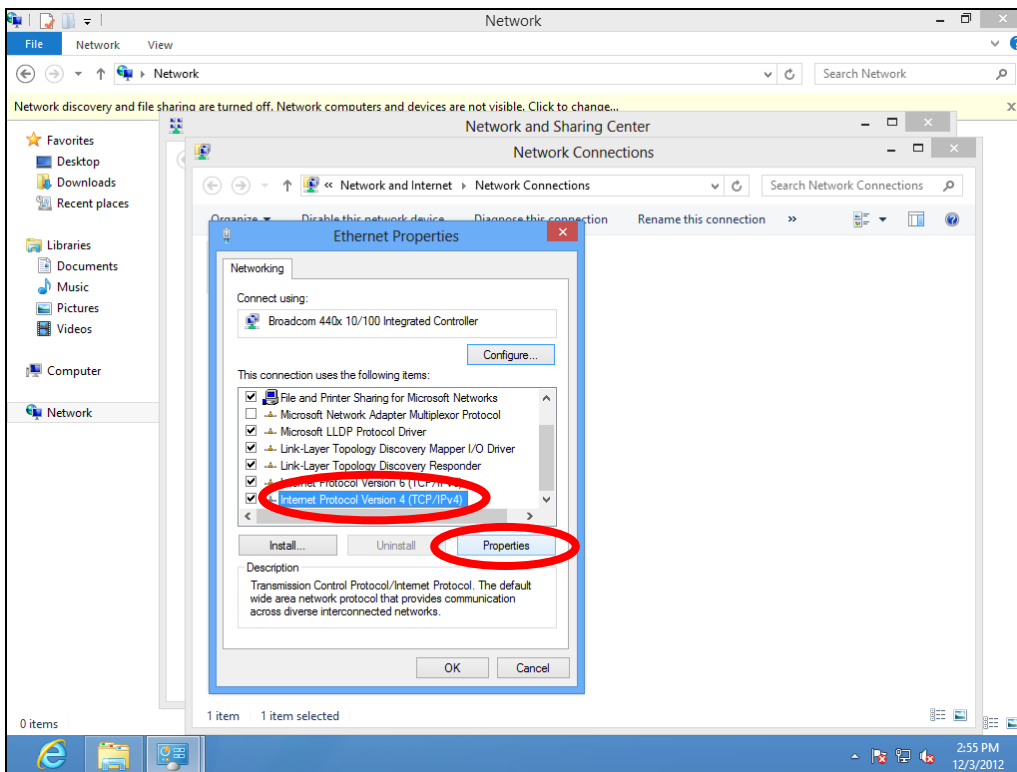 Network
File Network View
Network
Search Network
Network discovery and file sharing are turned off. Network computers and devices are not visible. Click to change...
Favorites
Desktop
Downloads
Recent places
Libraries
Documents
Music
Pictures
Videos
Computer
Network
0 items
Network and Sharing Center
Network Connections
« Network and Internet Network Connections
Search Network Connections
Organize Disable this network device Diagnose this connection Rename this connection »
Ethernet Properties
Networking
Connect using:
Broadcom 440x 10/100 Integrated Controller
Configure...
This connection uses the following items:
File and Printer Sharing for Microsoft Networks
Microsoft Network Adapter Multiplexor Protocol
Microsoft LLDP Protocol Driver
Link-Layer Topology Discovery Mapper I/O Driver
Link-Layer Topology Discovery Responder
Internet Protocol Version 6 (TCP/IPv6)
Internet Protocol Version 4 (TCP/IPv4)
Install... Uninstall Properties
Description
Transmission Control Protocol/Internet Protocol. The default
wide area network protocol that provides communication
across diverse interconnected networks.
OK Cancel
1 item 1 item selected
2:55 PM
12/3/2012